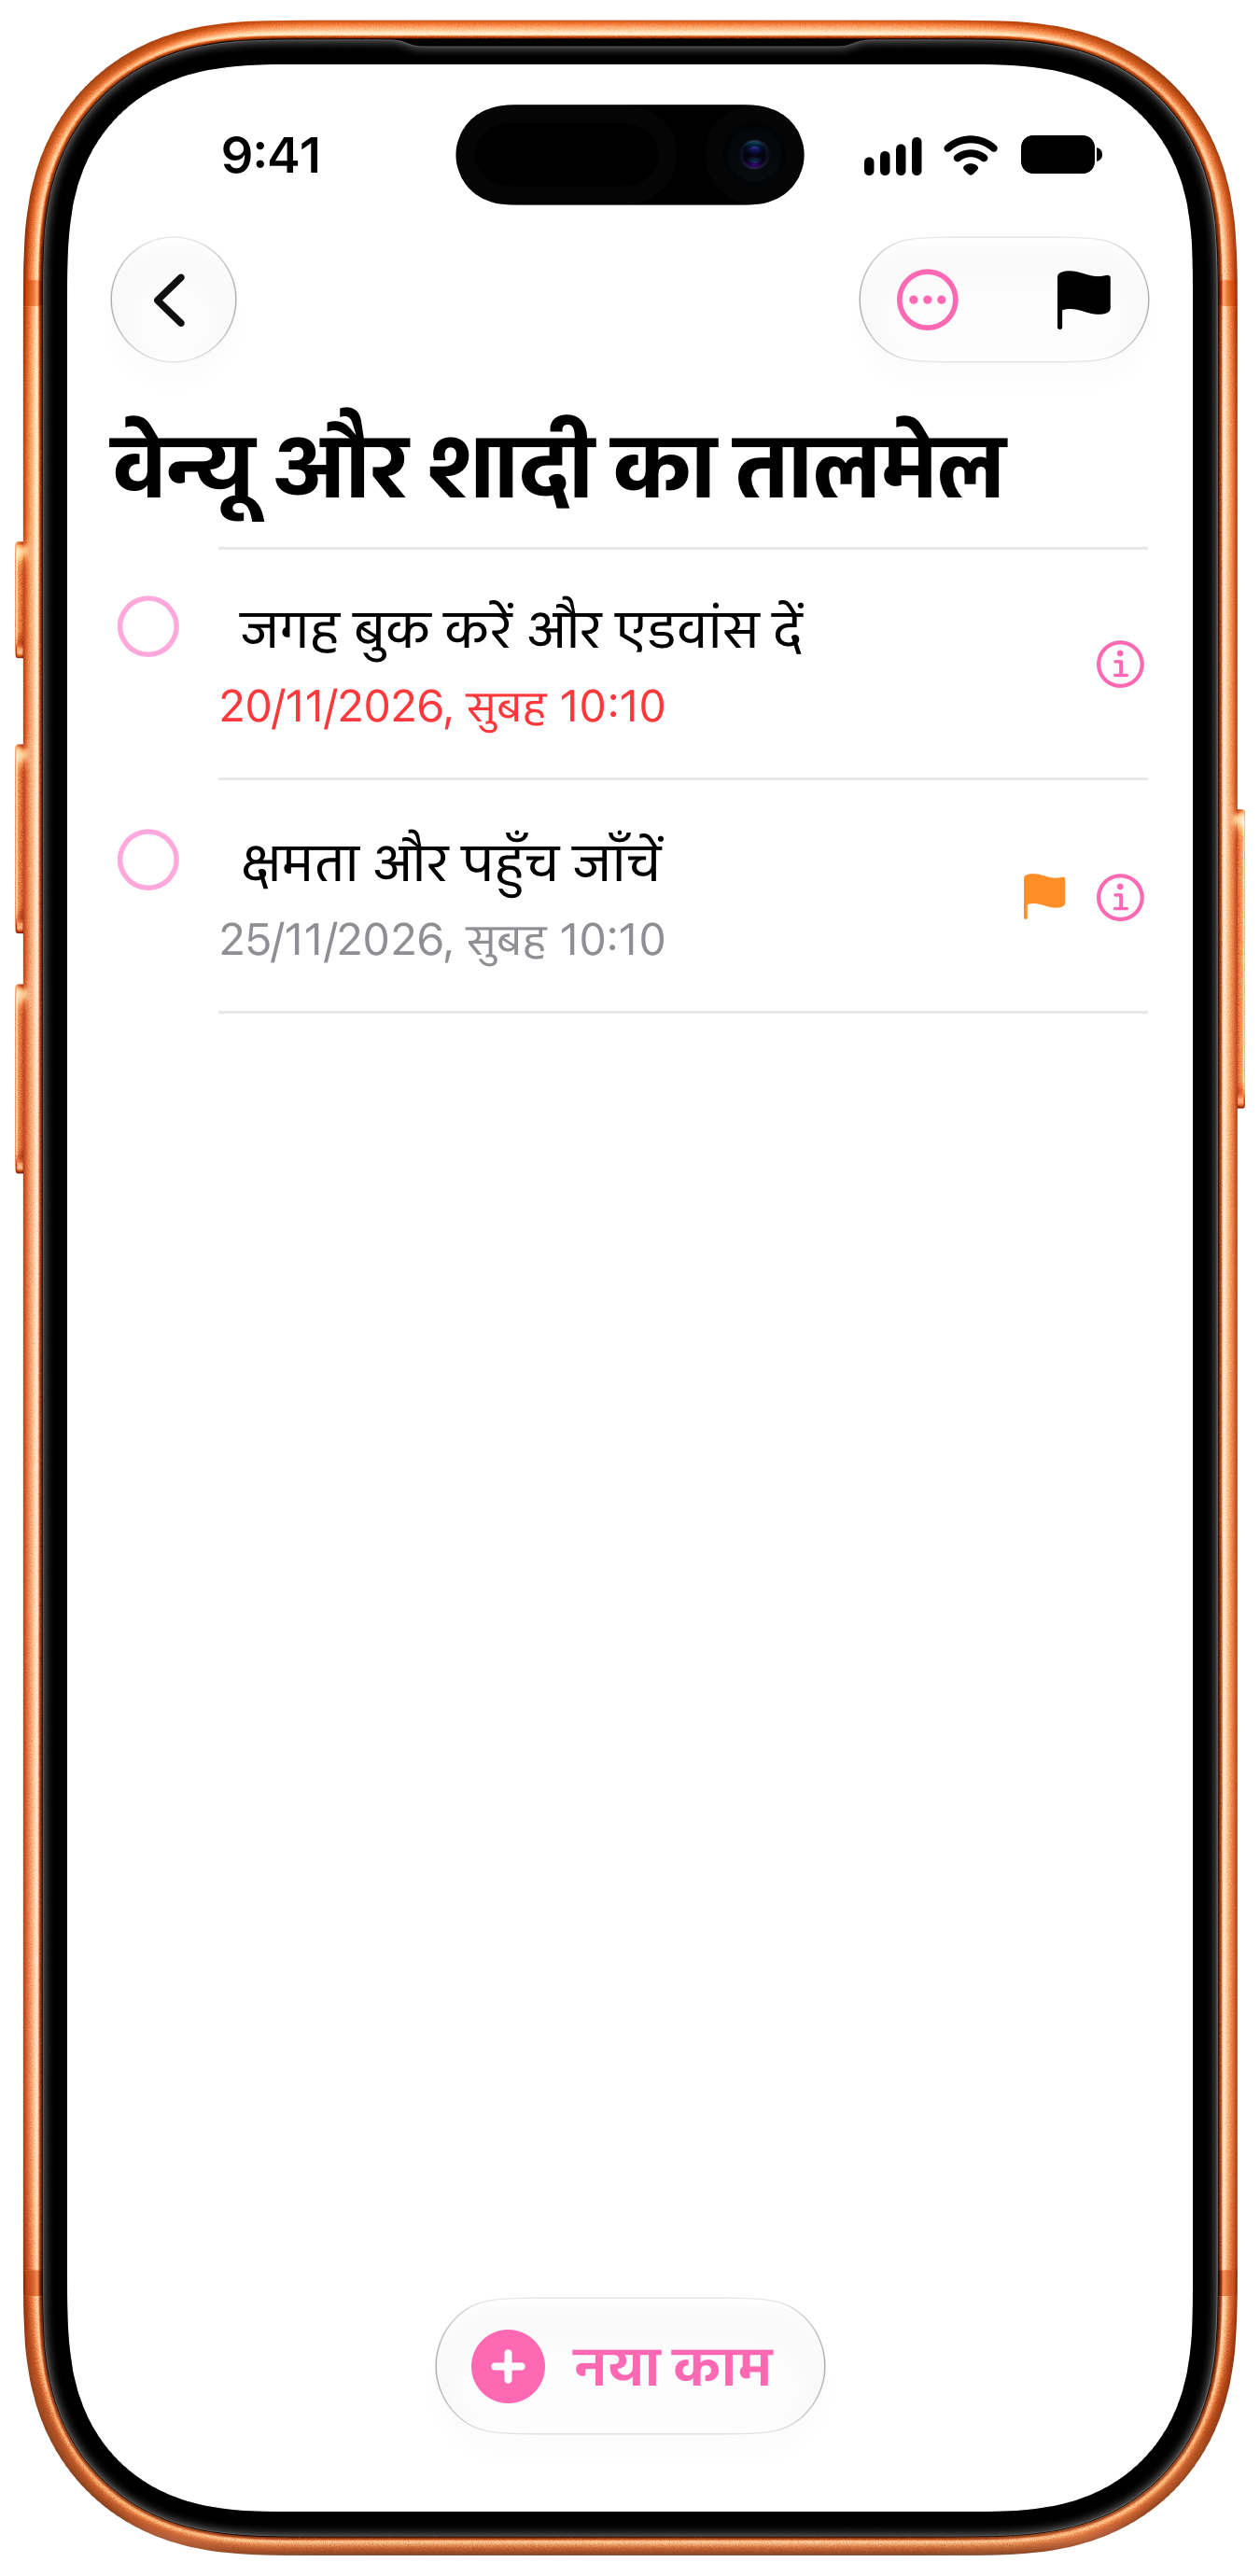 9:41
वेन्यू और शादी का तालमेल
जगह बुक करें और एडवांस दें
20/11/2026, सुबह 10:10
क्षमता और पहुँच जाँचें
25/11/2026, सुबह 10:10
नया काम